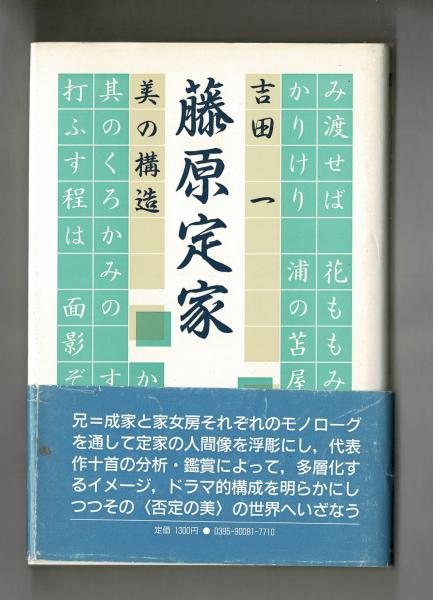 み渡せば　花ももみ
かりけり　浦の苫屋
吉田　一
藤原定家
美の構造
か
其のくろかみの　す
打ふす程は　面影ぞ
兄＝成家と家女房それぞれのモノローグ
を通して定家の人間像を浮彫にし，代表
作十首の分析・鑑賞によって，多層化す
るイメージ，ドラマ的構成を明らかにし
つつその〈否定の美〉の世界へいざなう
定価 1300円 ● 0395-90081-7710